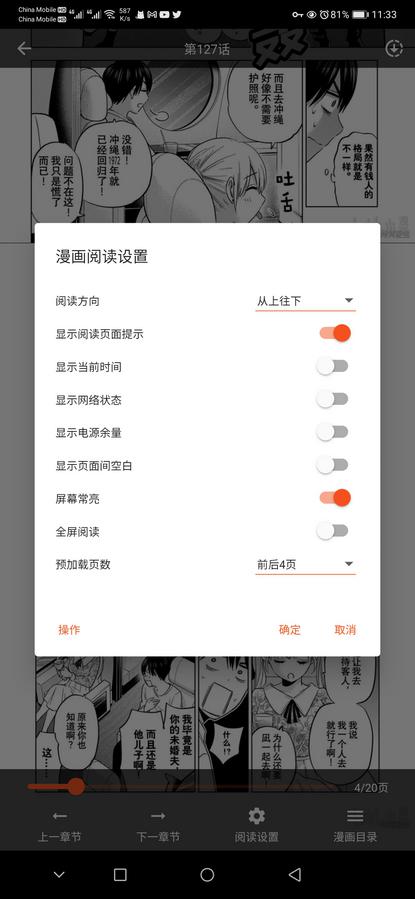 China Mobile HD
China Mobile HD
46
46
587
K/s
81%
11:33
第127话
而且去冲绳
好像不需要
护照呢。
没错！
冲绳1972年就
已经回归了！
问题不在这！
我只是慌了
而已！
果然有钱人的
格局就是
不一样。
吐
舌
漫画阅读设置
阅读方向
从上往下
显示阅读页面提示
显示当前时间
显示网络状态
显示电源余量
显示页面间空白
屏幕常亮
全屏阅读
预加载页数
前后4页
操作
确定
取消
让我去
待客人，
我说
我一个人去
就行了啊！
为什么还要
凪一起去啊！
什么！？
我毕竟是
你的未婚夫，
而且还是
他儿子啊！
原来你也
知道啊？
这……
4/20页
上一章节
下一章节
阅读设置
漫画目录